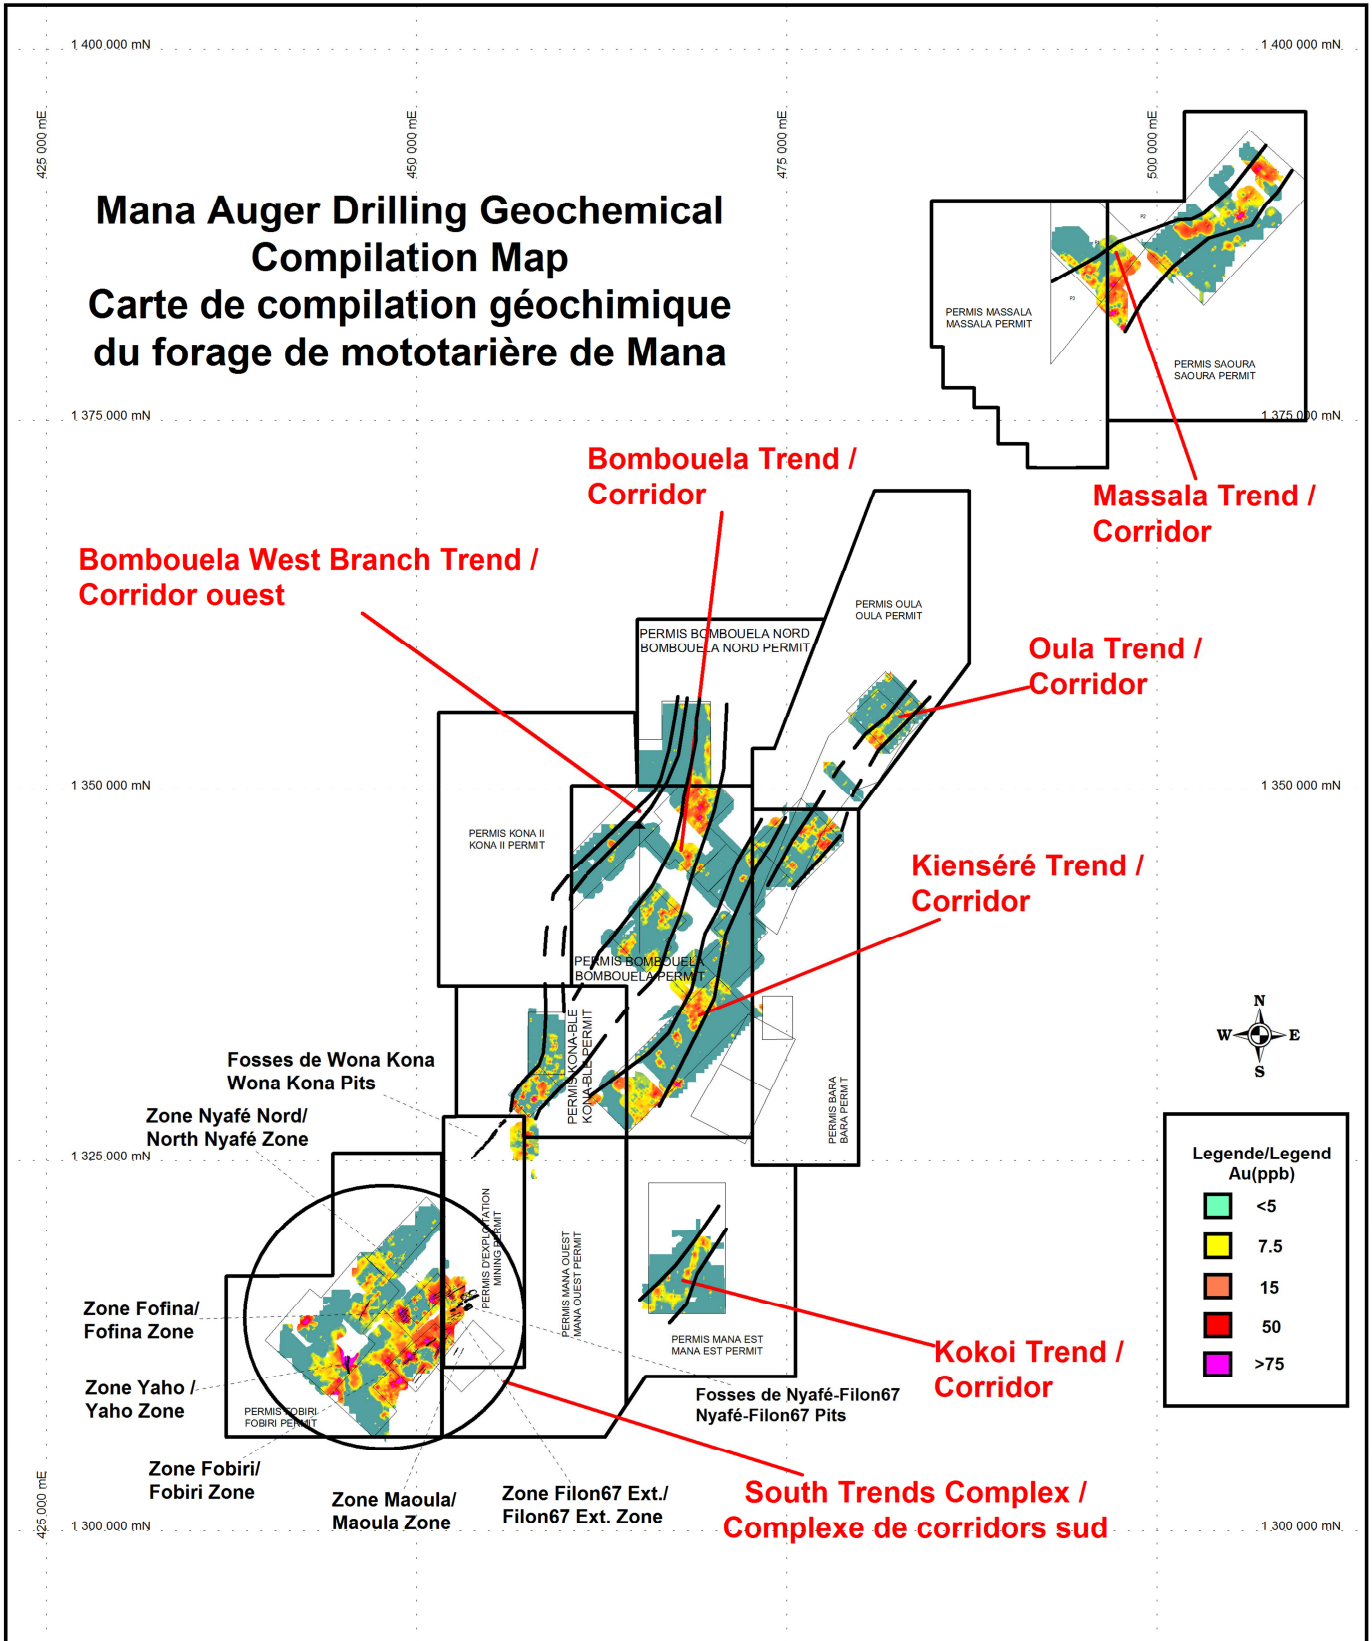 1 400 000 mN
1 400 000 mN
425 000 mE
450 000 mE
475 000 mE
500 000 mE
Mana Auger Drilling Geochemical
Compilation Map
Carte de compilation géochimique
du forage de mototarière de Mana
P2
P3
PERMIS MASSALA
MASSALA PERMIT
PERMIS SAOURA
SAOURA PERMIT
1 375 000 mN
1 375 000 mN
Bombouela Trend /
Corridor
Massala Trend /
Corridor
Bombouela West Branch Trend /
Corridor ouest
PERMIS OULA
OULA PERMIT
PERMIS BOMBOUELA NORD
BOMBOUELA NORD PERMIT
Oula Trend /
Corridor
1 350 000 mN
1 350 000 mN
PERMIS KONA II
KONA II PERMIT
Kienséré Trend /
Corridor
PERMIS BOMBOUELA
BOMBOUELA PERMIT
PERMIS KONA-BLE
KONA-BLE PERMIT
N
W
E
S
Fosses de Wona Kona
Wona Kona Pits
Zone Nyafé Nord/
North Nyafé Zone
PERMIS BARA
BARA PERMIT
1 325 000 mN
1 325 000 mN
Legende/Legend
Au(ppb)
<5
7.5
15
50
>75
PERMIS D'EXPLOITATION
MINING PERMIT
PERMIS MANA OUEST
MANA OUEST PERMIT
Zone Fofina/
Fofina Zone
PERMIS MANA EST
MANA EST PERMIT
Kokoi Trend /
Corridor
Zone Yaho /
Yaho Zone
Fosses de Nyafé-Filon67
Nyafé-Filon67 Pits
PERMIS FOBIRI
FOBIRI PERMIT
Zone Fobiri/
Fobiri Zone
Zone Maoula/
Maoula Zone
Zone Filon67 Ext./
Filon67 Ext. Zone
South Trends Complex /
Complexe de corridors sud
425 000 mE
1 300 000 mN
1 300 000 mN